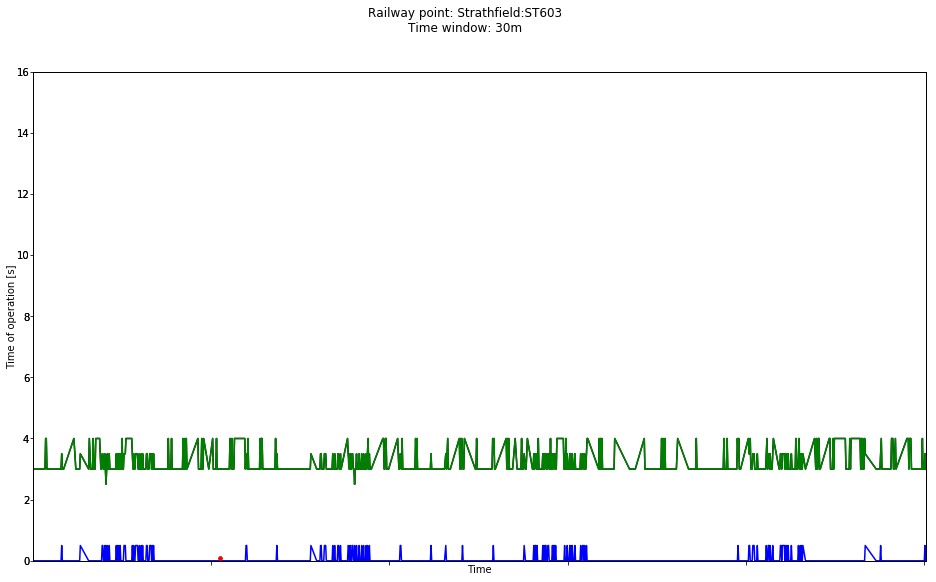 Railway point: Strathfield:ST603
Time window: 30m
16
14
12
10
8
6
4
2
0
Time of operation [s]
Time